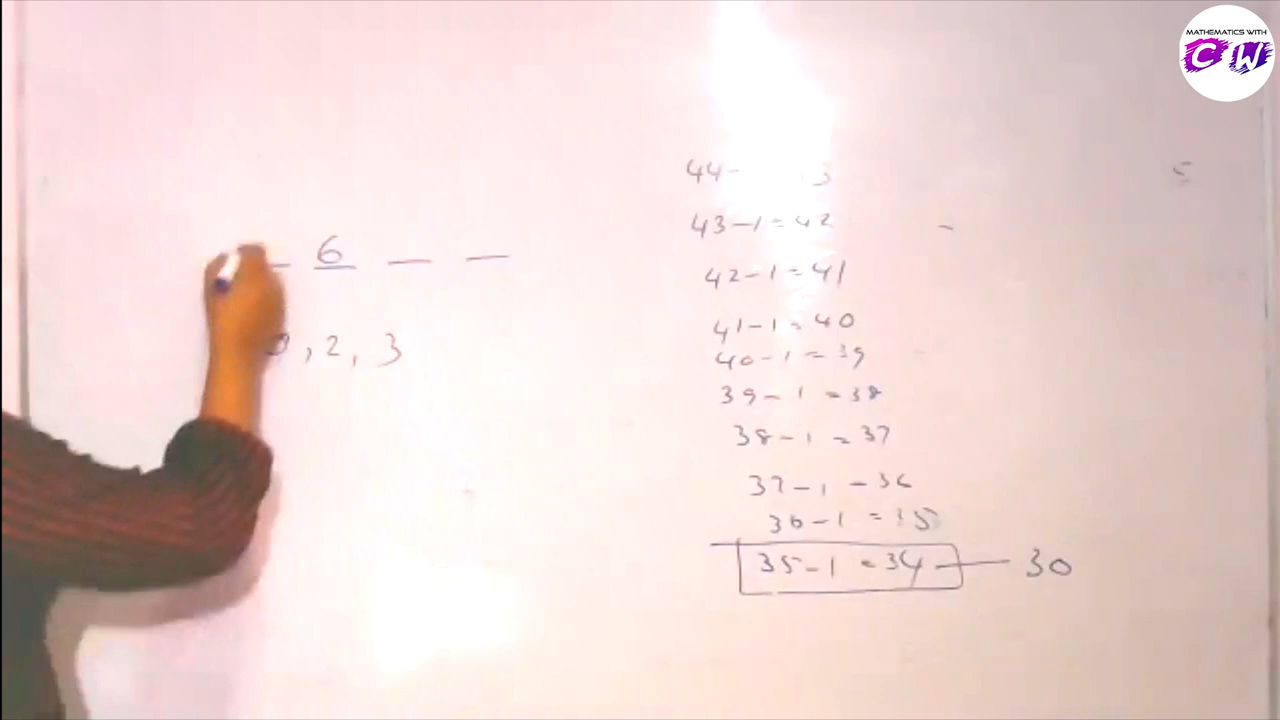 MATHEMATICS WITH
CW
6
, 2, 3
44-
3
43-1=42
42-1=41
41-1=40
40-1=39
39-1=38
38-1=37
37-1-36
36-1=35
35-1=34 — 30